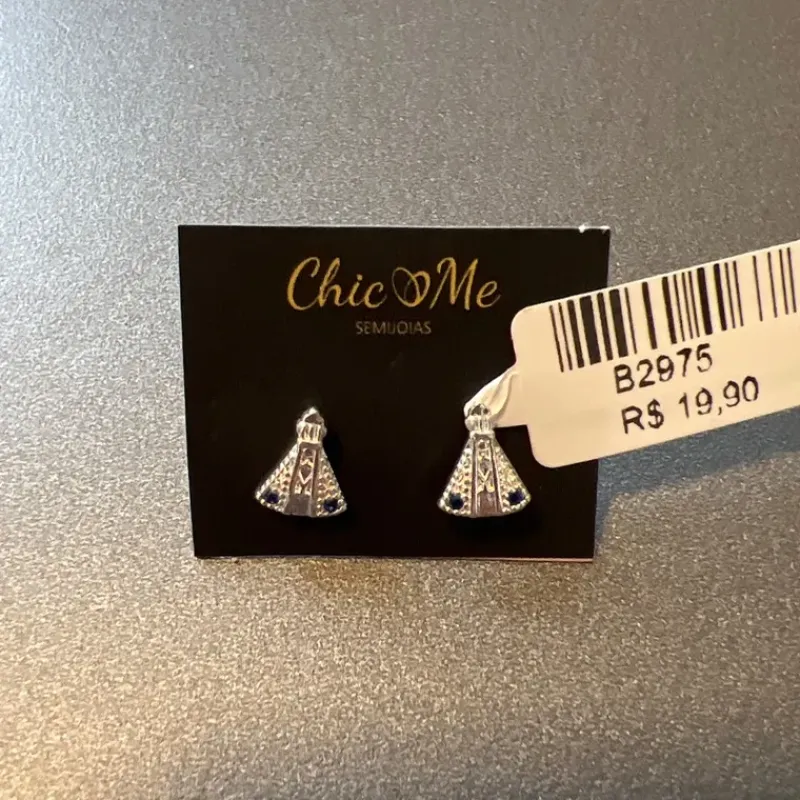 Chic Me
SEMIJOIAS
B2975
R$ 19,90